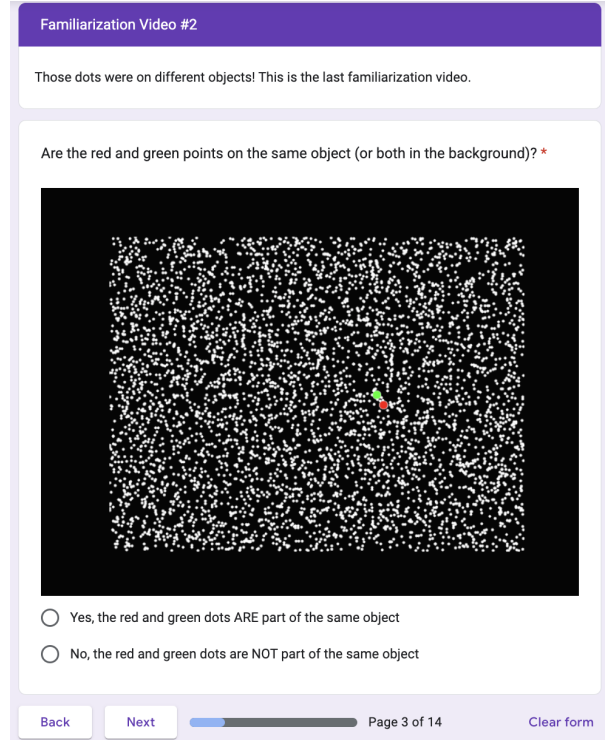 Familiarization Video #2
Those dots were on different objects! This is the last familiarization video.
Are the red and green points on the same object (or both in the background)? *
Yes, the red and green dots ARE part of the same object
No, the red and green dots are NOT part of the same object
Back Next Page 3 of 14 Clear form